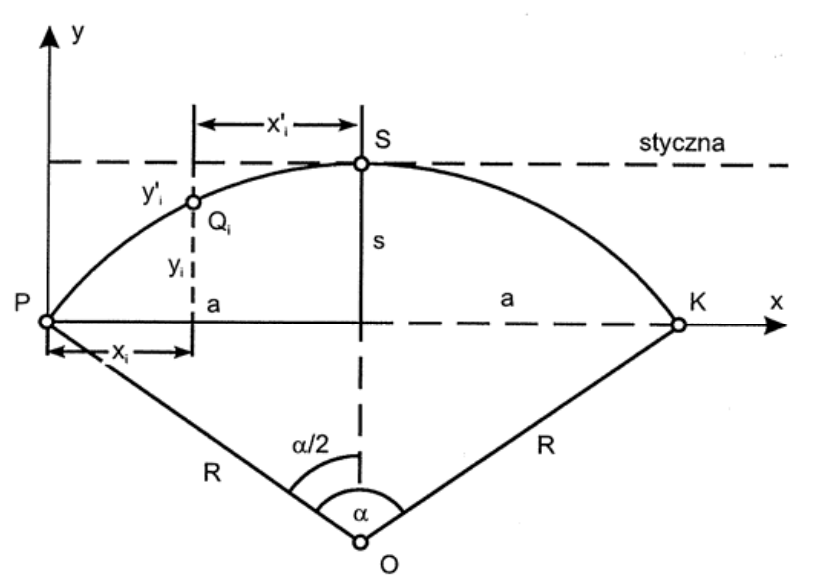 y
x'ᵢ
S
styczna
y'ᵢ
Qᵢ
yᵢ
s
P
a
a
K
x
xᵢ
α/2
R
R
α
O